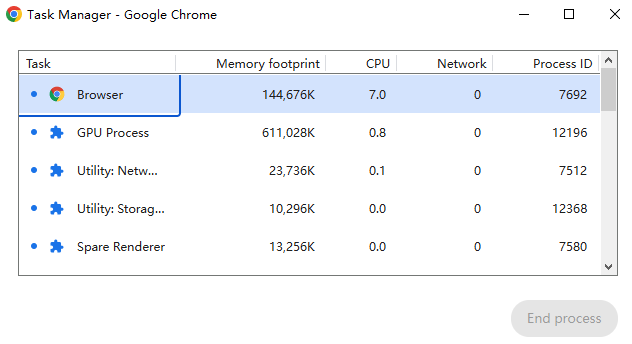 Task Manager - Google Chrome
Task Memory footprint CPU Network Process ID
Browser 144,676K 7.0 0 7692
GPU Process 611,028K 0.8 0 12196
Utility: Netw... 23,736K 0.1 0 7512
Utility: Storag... 10,296K 0.0 0 12368
Spare Renderer 13,256K 0.0 0 7580
End process